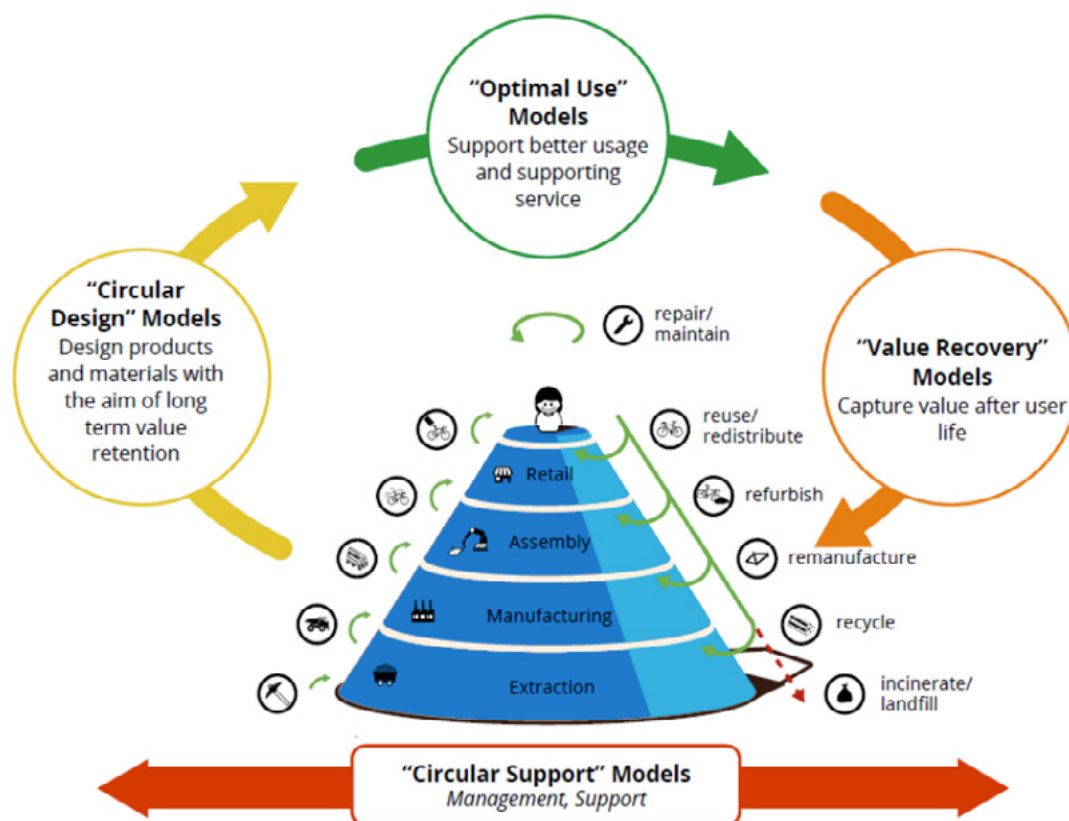 “Optimal Use”
Models
Support better usage
and supporting
service
“Circular
Design” Models
Design products
and materials with
the aim of long
term value
retention
“Value Recovery”
Models
Capture value after user
life
repair/
maintain
reuse/
redistribute
Retail
refurbish
Assembly
remanufacture
Manufacturing
recycle
Extraction
incinerate/
landfill
“Circular Support” Models
Management, Support